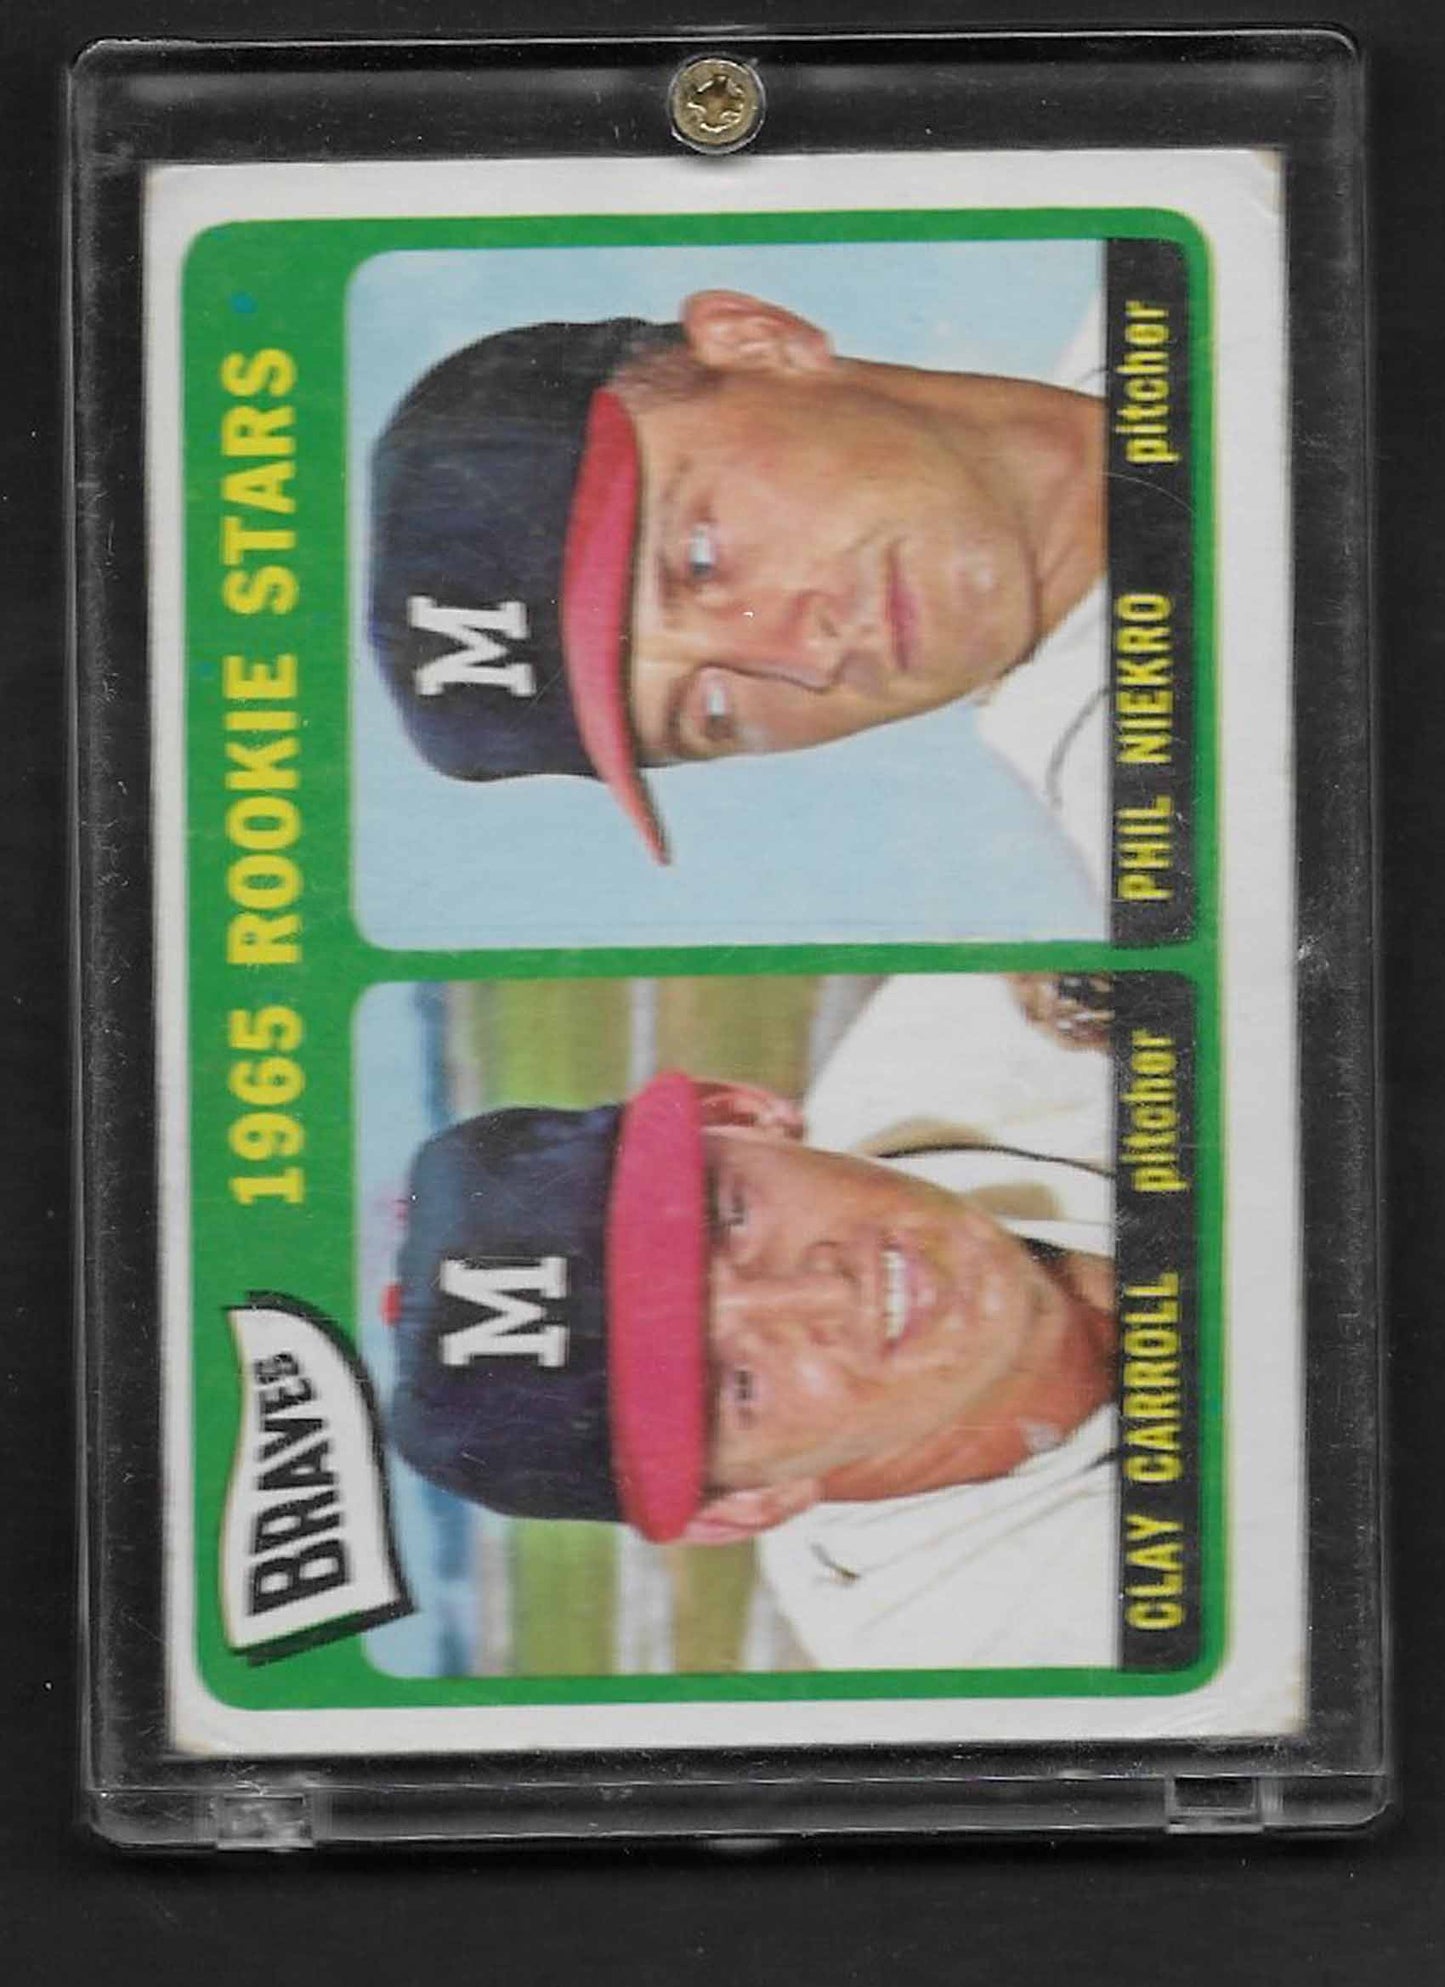 1965 ROOKIE STARS
BRAVES
M
M
CLAY CARROLL pitcher
PHIL NIEKRO pitcher